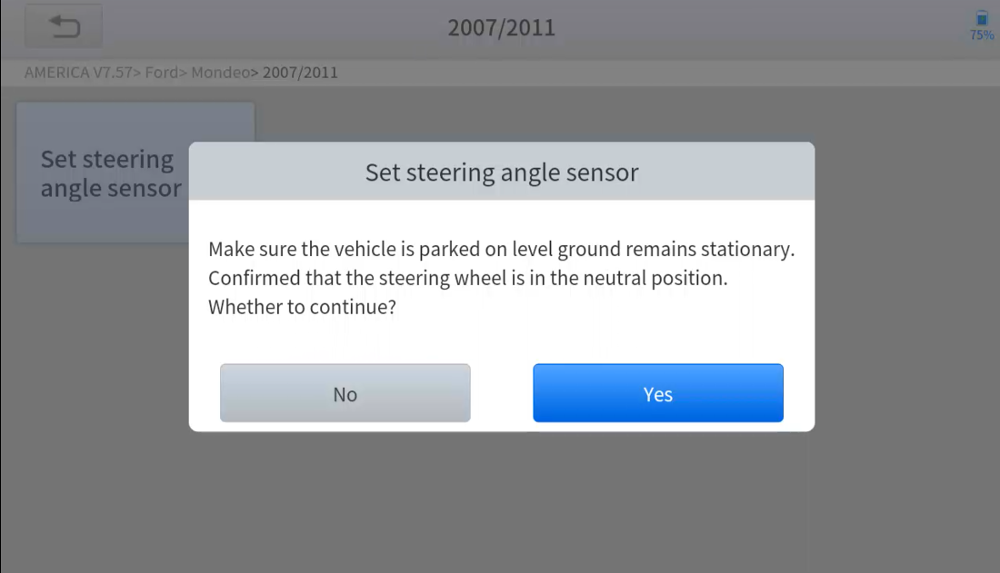 2007/2011
75%
AMERICA V7.57> Ford> Mondeo> 2007/2011
Set steering
angle sensor
Set steering angle sensor
Make sure the vehicle is parked on level ground remains stationary.
Confirmed that the steering wheel is in the neutral position.
Whether to continue?
No
Yes